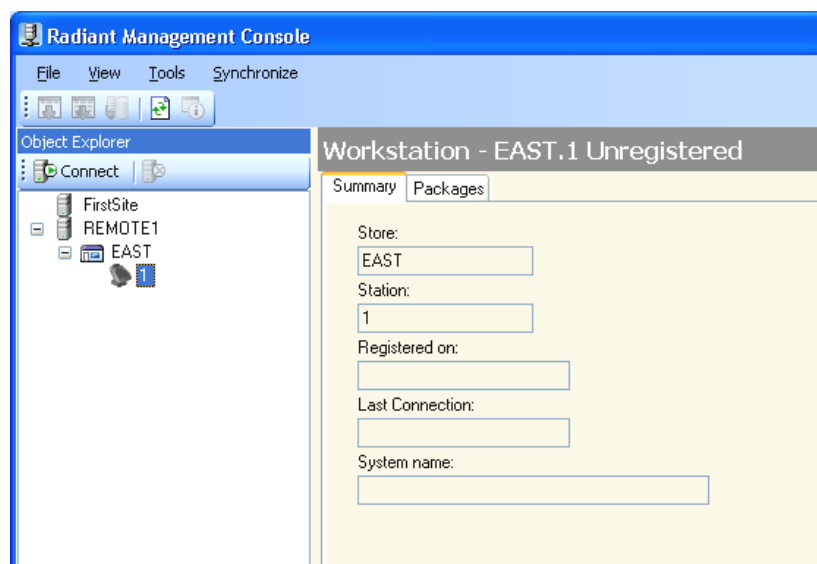 Radiant Management Console
File View Tools Synchronize
Object Explorer
Connect
FirstSite
REMOTE1
EAST
1
Workstation - EAST.1 Unregistered
Summary Packages
Store:
EAST
Station:
1
Registered on:
Last Connection:
System name: